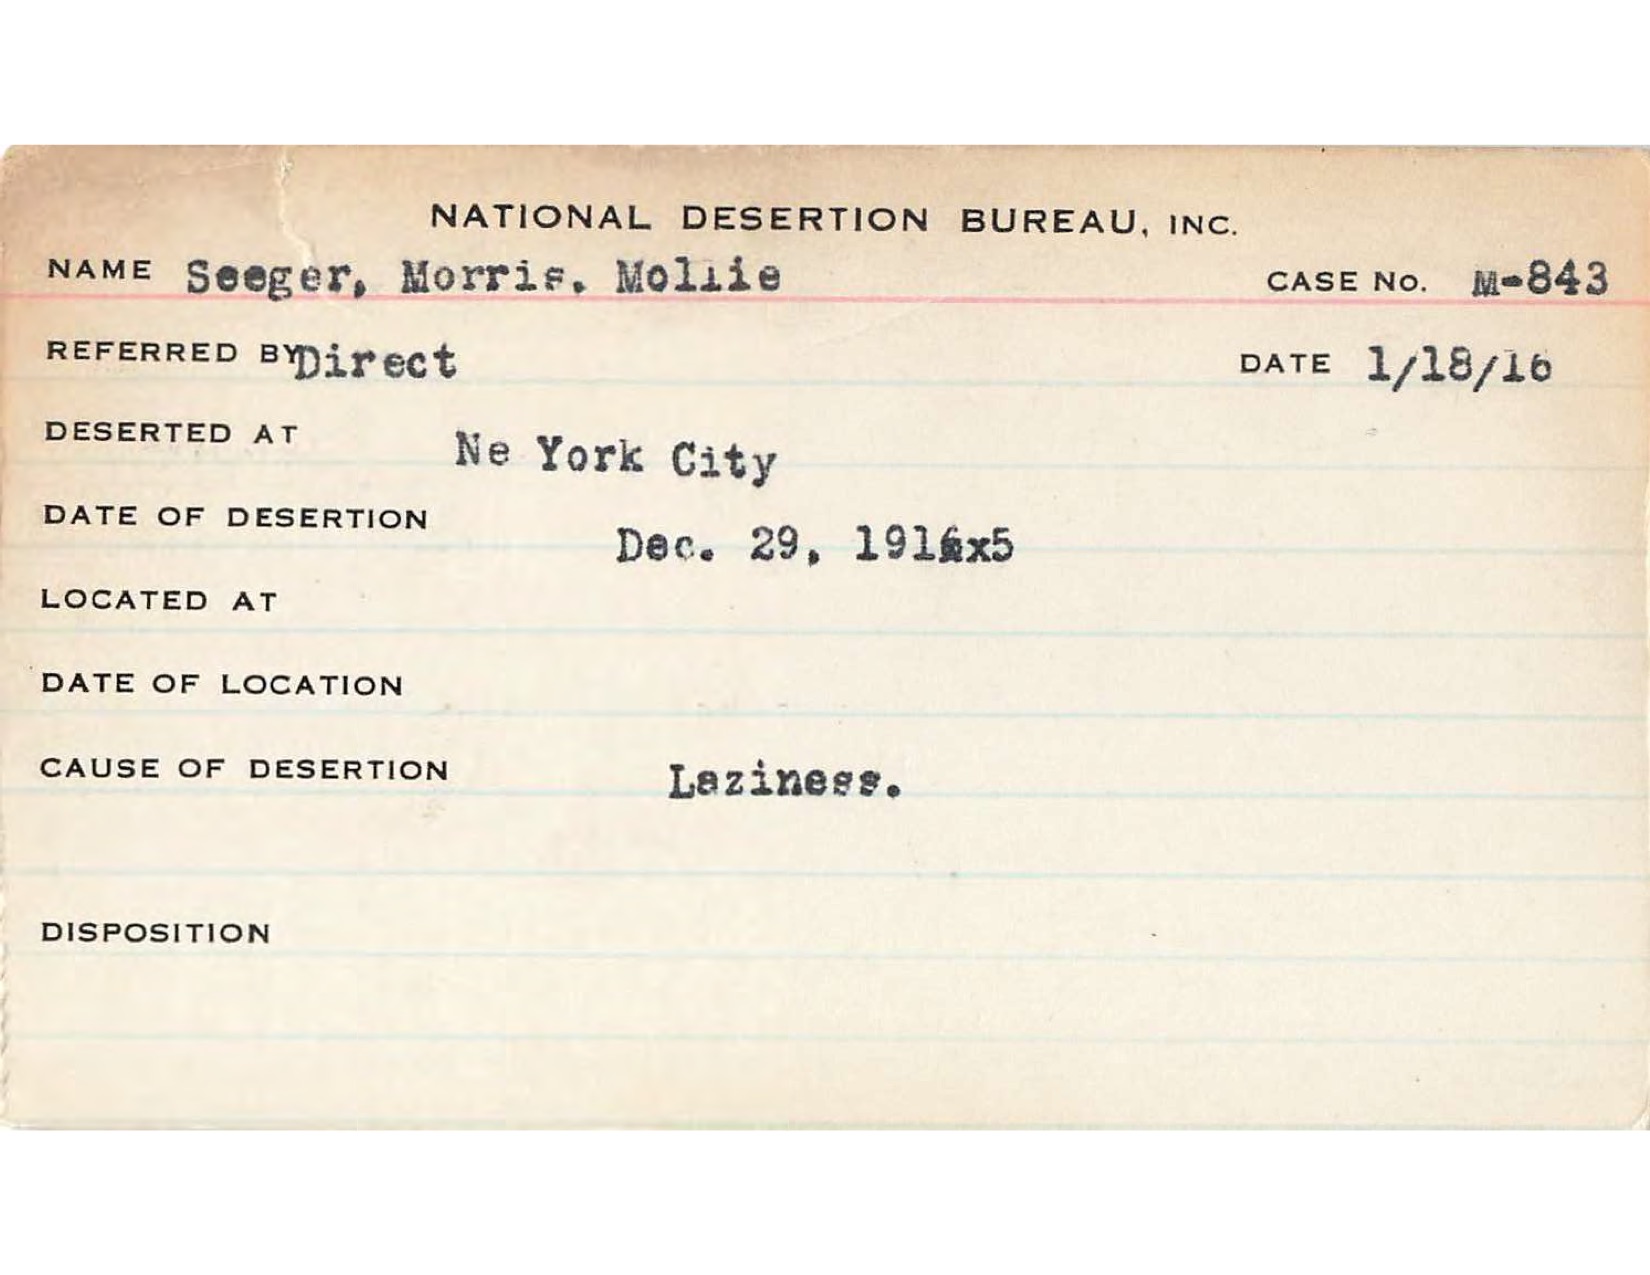 NATIONAL DESERTION BUREAU, INC.
NAME Seeger, Morris. Mollie CASE No. M-843
REFERRED BY Direct DATE 1/18/16
DESERTED AT Ne York City
DATE OF DESERTION Dec. 29, 1916x5
LOCATED AT
DATE OF LOCATION
CAUSE OF DESERTION Laziness.
DISPOSITION